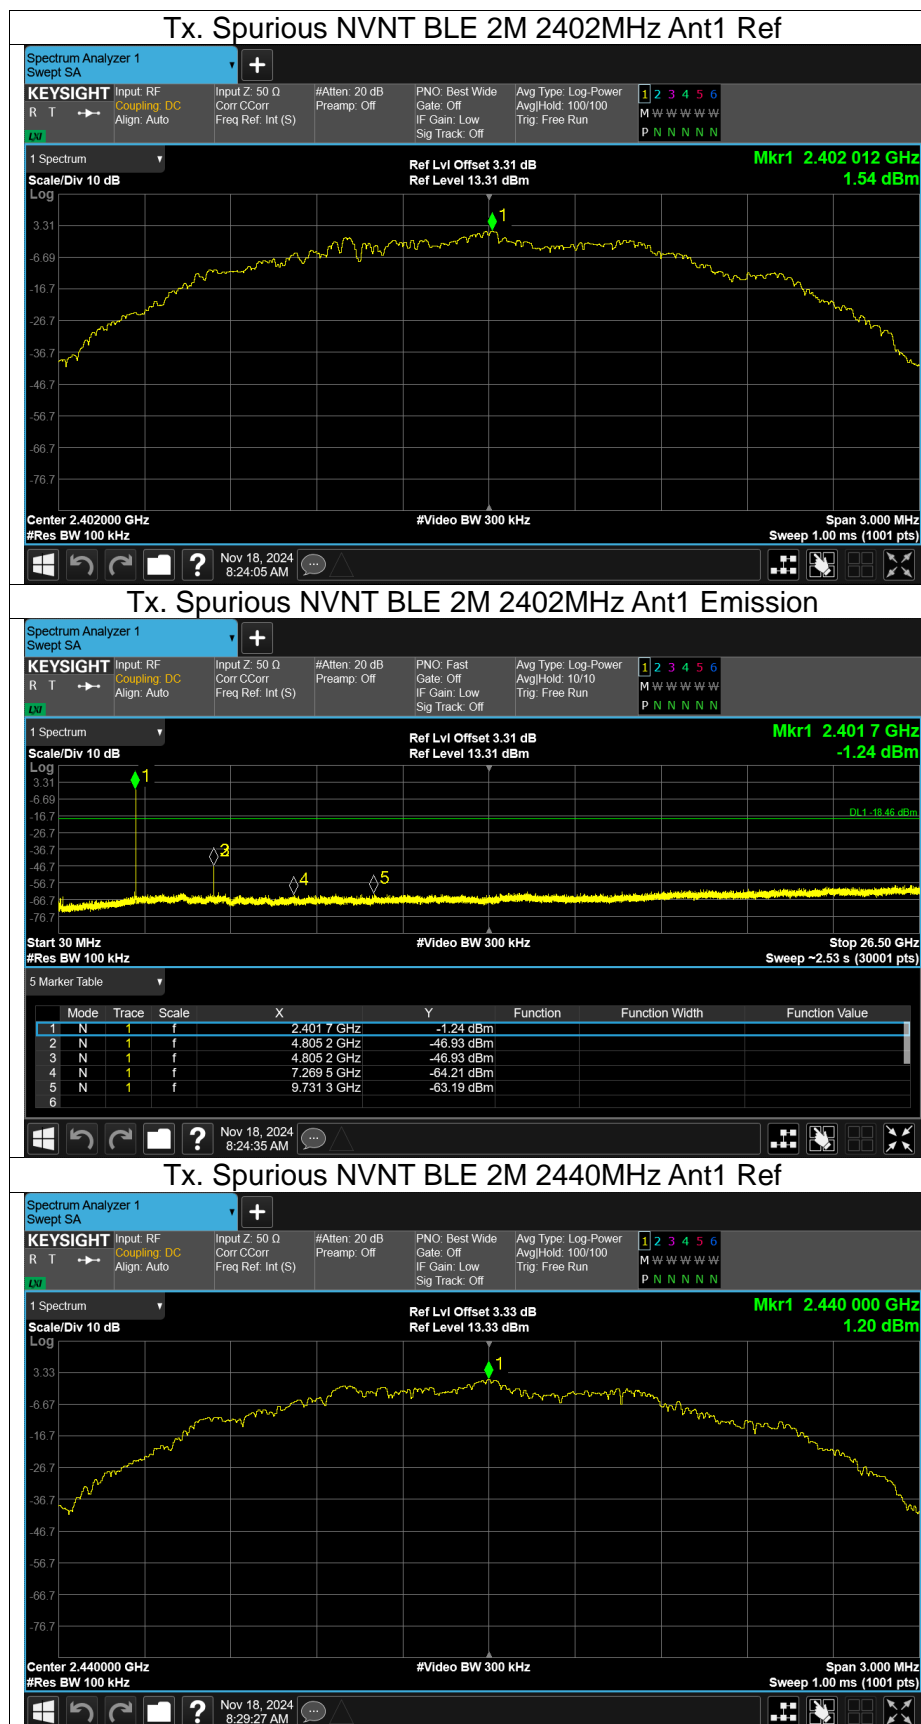 Tx. Spurious NVNT BLE 2M 2402MHz Ant1 Ref
Spectrum Analyzer 1
Swept SA
KEYSIGHT Input: RF Input Z: 50 Ω #Atten: 20 dB PNO: Best Wide Avg Type: Log-Power 1 2 3 4 5 6
R T Coupling: DC Corr CCorr Preamp: Off Gate: Off Avg|Hold: 100/100 M W W W W W
Align: Auto Freq Ref: Int (S) IF Gain: Low Trig: Free Run
LXI Sig Track: Off P N N N N N
1 Spectrum Ref Lvl Offset 3.31 dB Mkr1 2.402 012 GHz
Scale/Div 10 dB Ref Level 13.31 dBm 1.54 dBm
Log
1
3.31
-6.69
-16.7
-26.7
-36.7
-46.7
-56.7
-66.7
-76.7
Center 2.402000 GHz #Video BW 300 kHz Span 3.000 MHz
#Res BW 100 kHz Sweep 1.00 ms (1001 pts)
Nov 18, 2024
8:24:05 AM
Tx. Spurious NVNT BLE 2M 2402MHz Ant1 Emission
Spectrum Analyzer 1
Swept SA
KEYSIGHT Input: RF Input Z: 50 Ω #Atten: 20 dB PNO: Fast Avg Type: Log-Power 1 2 3 4 5 6
R T Coupling: DC Corr CCorr Preamp: Off Gate: Off Avg|Hold: 10/10 M W W W W W
Align: Auto Freq Ref: Int (S) IF Gain: Low Trig: Free Run
LXI Sig Track: Off P N N N N N
1 Spectrum Ref Lvl Offset 3.31 dB Mkr1 2.401 7 GHz
Scale/Div 10 dB Ref Level 13.31 dBm -1.24 dBm
Log
1
3.31
-6.69
-16.7 DL1 -18.46 dBm
-26.7
-36.7
-46.7
-56.7 4 5
-66.7
-76.7
Start 30 MHz #Video BW 300 kHz Stop 26.50 GHz
#Res BW 100 kHz Sweep ~2.53 s (30001 pts)
5 Marker Table
Mode Trace Scale X Y Function Function Width Function Value
1 N 1 f 2.401 7 GHz -1.24 dBm
2 N 1 f 4.805 2 GHz -46.93 dBm
3 N 1 f 4.805 2 GHz -46.93 dBm
4 N 1 f 7.269 5 GHz -64.21 dBm
5 N 1 f 9.731 3 GHz -63.19 dBm
6
Nov 18, 2024
8:24:35 AM
Tx. Spurious NVNT BLE 2M 2440MHz Ant1 Ref
Spectrum Analyzer 1
Swept SA
KEYSIGHT Input: RF Input Z: 50 Ω #Atten: 20 dB PNO: Best Wide Avg Type: Log-Power 1 2 3 4 5 6
R T Coupling: DC Corr CCorr Preamp: Off Gate: Off Avg|Hold: 100/100 M W W W W W
Align: Auto Freq Ref: Int (S) IF Gain: Low Trig: Free Run
LXI Sig Track: Off P N N N N N
1 Spectrum Ref Lvl Offset 3.33 dB Mkr1 2.440 000 GHz
Scale/Div 10 dB Ref Level 13.33 dBm 1.20 dBm
Log
1
3.33
-6.67
-16.7
-26.7
-36.7
-46.7
-56.7
-66.7
-76.7
Center 2.440000 GHz #Video BW 300 kHz Span 3.000 MHz
#Res BW 100 kHz Sweep 1.00 ms (1001 pts)
Nov 18, 2024
8:29:27 AM